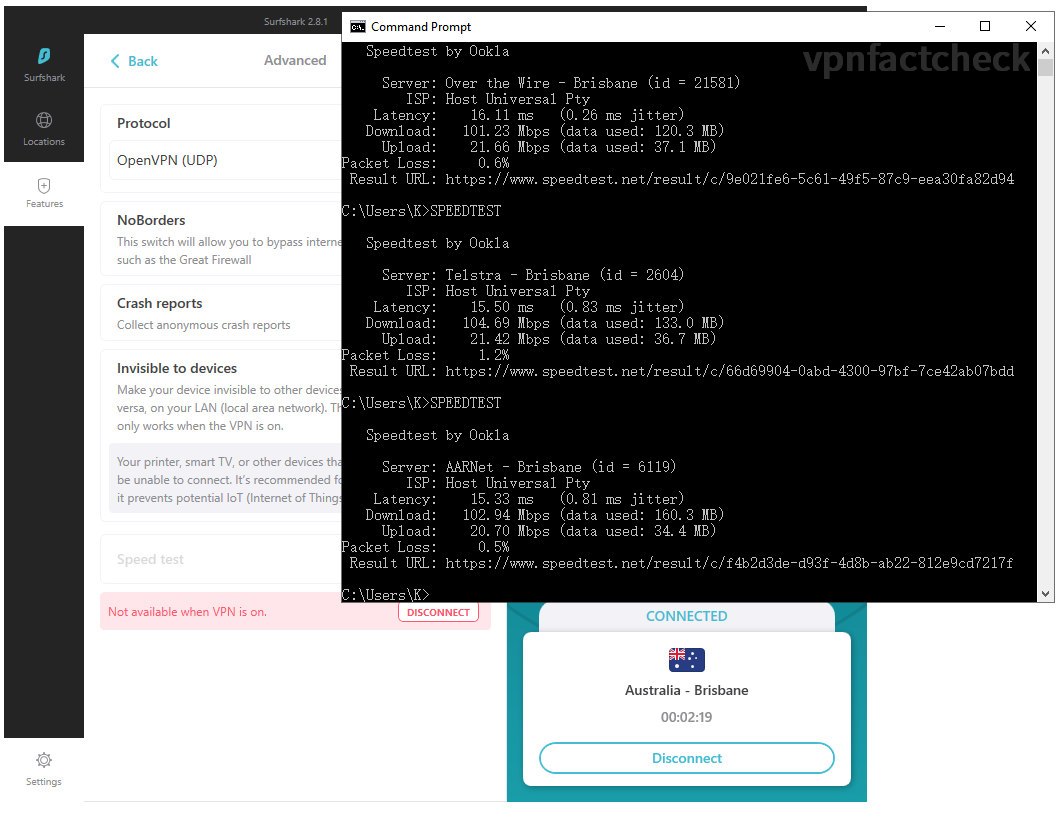 Surfshark 2.8.1
Surfshark
Locations
Features
Settings
Back
Advanced
Protocol
OpenVPN (UDP)
NoBorders
This switch will allow you to bypass interne
such as the Great Firewall
Crash reports
Collect anonymous crash reports
Invisible to devices
Make your device invisible to other devices
versa, on your LAN (local area network). Th
only works when the VPN is on.
Your printer, smart TV, or other devices tha
be unable to connect. It's recommended fo
it prevents potential IoT (Internet of Things
Speed test
Not available when VPN is on.
DISCONNECT
Command Prompt
vpnfactcheck
Speedtest by Ookla
Server: Over the Wire - Brisbane (id = 21581)
ISP: Host Universal Pty
Latency: 16.11 ms (0.26 ms jitter)
Download: 101.23 Mbps (data used: 120.3 MB)
Upload: 21.66 Mbps (data used: 37.1 MB)
Packet Loss: 0.6%
Result URL: https://www.speedtest.net/result/c/9e021fe6-5c61-49f5-87c9-eea30fa82d94
C:\Users\K>SPEEDTEST
Speedtest by Ookla
Server: Telstra - Brisbane (id = 2604)
ISP: Host Universal Pty
Latency: 15.50 ms (0.83 ms jitter)
Download: 104.69 Mbps (data used: 133.0 MB)
Upload: 21.42 Mbps (data used: 36.7 MB)
Packet Loss: 1.2%
Result URL: https://www.speedtest.net/result/c/66d69904-0abd-4300-97bf-7ce42ab07bdd
C:\Users\K>SPEEDTEST
Speedtest by Ookla
Server: AARNet - Brisbane (id = 6119)
ISP: Host Universal Pty
Latency: 15.33 ms (0.81 ms jitter)
Download: 102.94 Mbps (data used: 160.3 MB)
Upload: 20.70 Mbps (data used: 34.4 MB)
Packet Loss: 0.5%
Result URL: https://www.speedtest.net/result/c/f4b2d3de-d93f-4d8b-ab22-812e9cd7217f
C:\Users\K>
CONNECTED
Australia - Brisbane
00:02:19
Disconnect